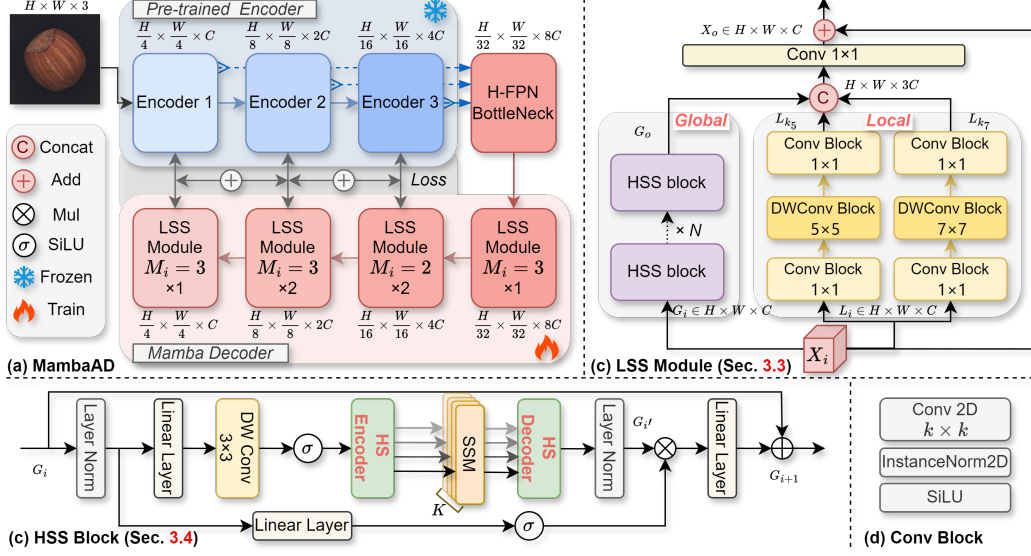 H × W × 3
Pre-trained Encoder
H/4 × W/4 × C
H/8 × W/8 × 2C
H/16 × W/16 × 4C
H/32 × W/32 × 8C
Encoder 1
Encoder 2
Encoder 3
H-FPN
BottleNeck
C Concat
+ Add
Mul
σ SiLU
Frozen
Train
+
+
Loss
LSS
Module
M_i = 3
×1
LSS
Module
M_i = 3
×2
LSS
Module
M_i = 2
×2
LSS
Module
M_i = 3
×1
H/4 × W/4 × C
H/8 × W/8 × 2C
H/16 × W/16 × 4C
H/32 × W/32 × 8C
Mamba Decoder
(a) MambaAD
X_o ∈ H × W × C
+
Conv 1×1
H × W × 3C
C
G_o
Global
HSS block
× N
HSS block
G_i ∈ H × W × C
L_{k_5}
Local
L_{k_7}
Conv Block
1×1
Conv Block
1×1
DWConv Block
5×5
DWConv Block
7×7
Conv Block
1×1
Conv Block
1×1
L_i ∈ H × W × C
X_i
(c) LSS Module (Sec. 3.3)
G_i
Layer Norm
Linear Layer
DW Conv
3×3
σ
HS
Encoder
SSM
K
HS
Decoder
Layer Norm
G_i′
Linear Layer
G_{i+1}
Linear Layer
σ
(c) HSS Block (Sec. 3.4)
Conv 2D
k × k
InstanceNorm2D
SiLU
(d) Conv Block